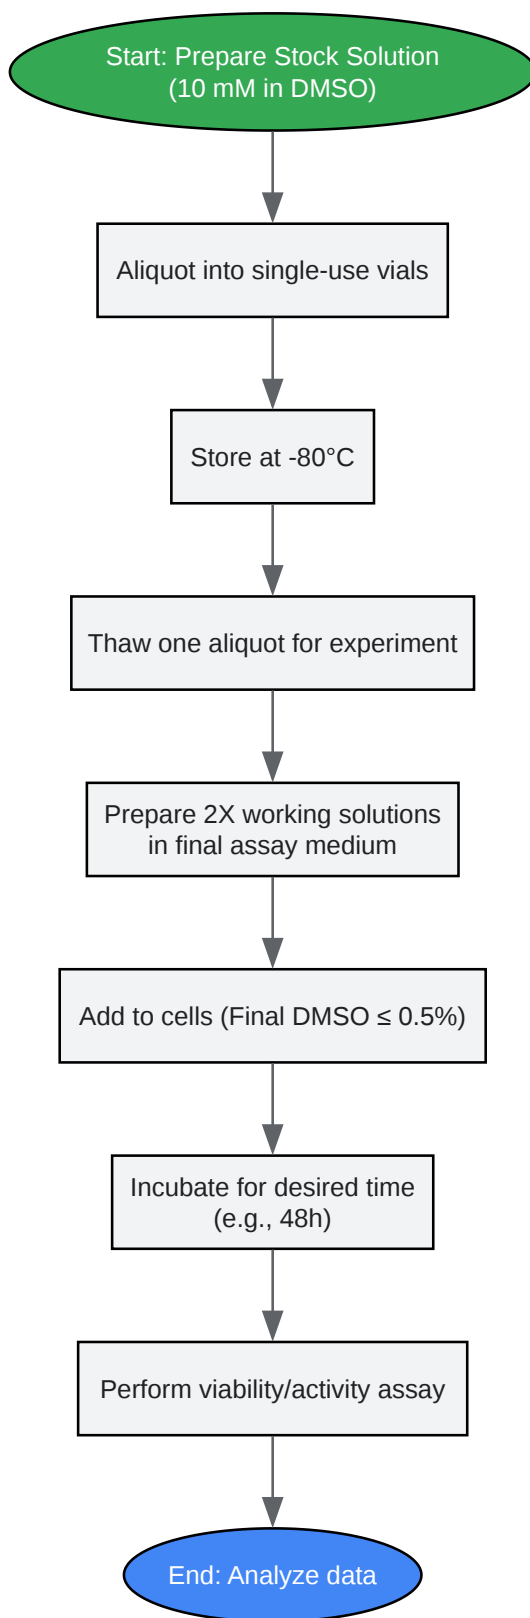 Start: Prepare Stock Solution
(10 mM in DMSO)
Aliquot into single-use vials
Store at -80°C
Thaw one aliquot for experiment
Prepare 2X working solutions
in final assay medium
Add to cells (Final DMSO ≤ 0.5%)
Incubate for desired time
(e.g., 48h)
Perform viability/activity assay
End: Analyze data